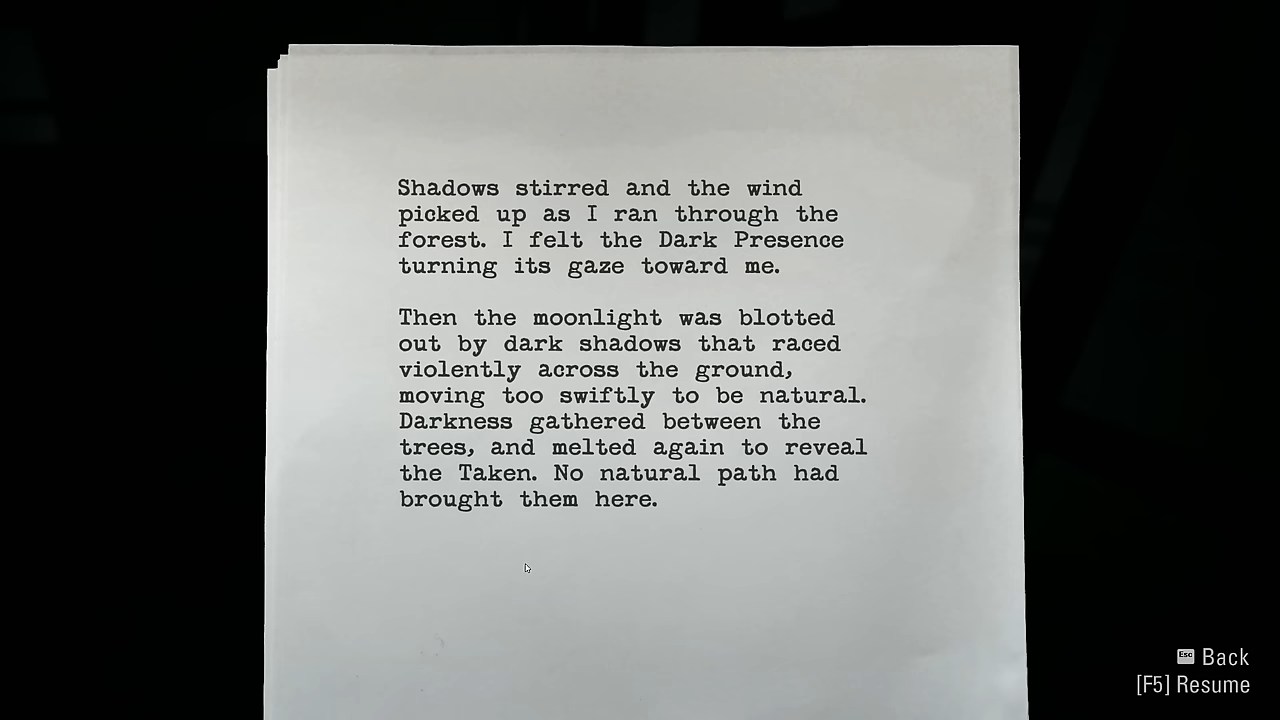 Shadows stirred and the wind
picked up as I ran through the
forest. I felt the Dark Presence
turning its gaze toward me.
Then the moonlight was blotted
out by dark shadows that raced
violently across the ground,
moving too swiftly to be natural.
Darkness gathered between the
trees, and melted again to reveal
the Taken. No natural path had
brought them here.
Esc Back
[F5] Resume